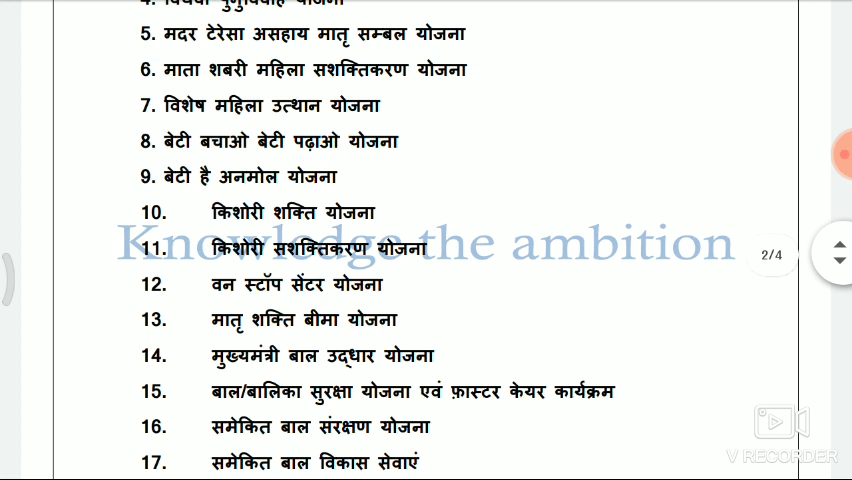 5. मदर टेरेसा असहाय मातृ सम्बल योजना
6. माता शबरी महिला सशक्तिकरण योजना
7. विशेष महिला उत्थान योजना
8. बेटी बचाओ बेटी पढ़ाओ योजना
9. बेटी है अनमोल योजना
10. किशोरी शक्ति योजना
Knowledge the ambition
11. किशोरी सशक्तिकरण योजना
2/4
12. वन स्टॉप सेंटर योजना
13. मातृ शक्ति बीमा योजना
14. मुख्यमंत्री बाल उद्धार योजना
15. बाल/बालिका सुरक्षा योजना एवं फ़ास्टर केयर कार्यक्रम
16. समेकित बाल संरक्षण योजना
17. समेकित बाल विकास सेवाएं
V RECORDER